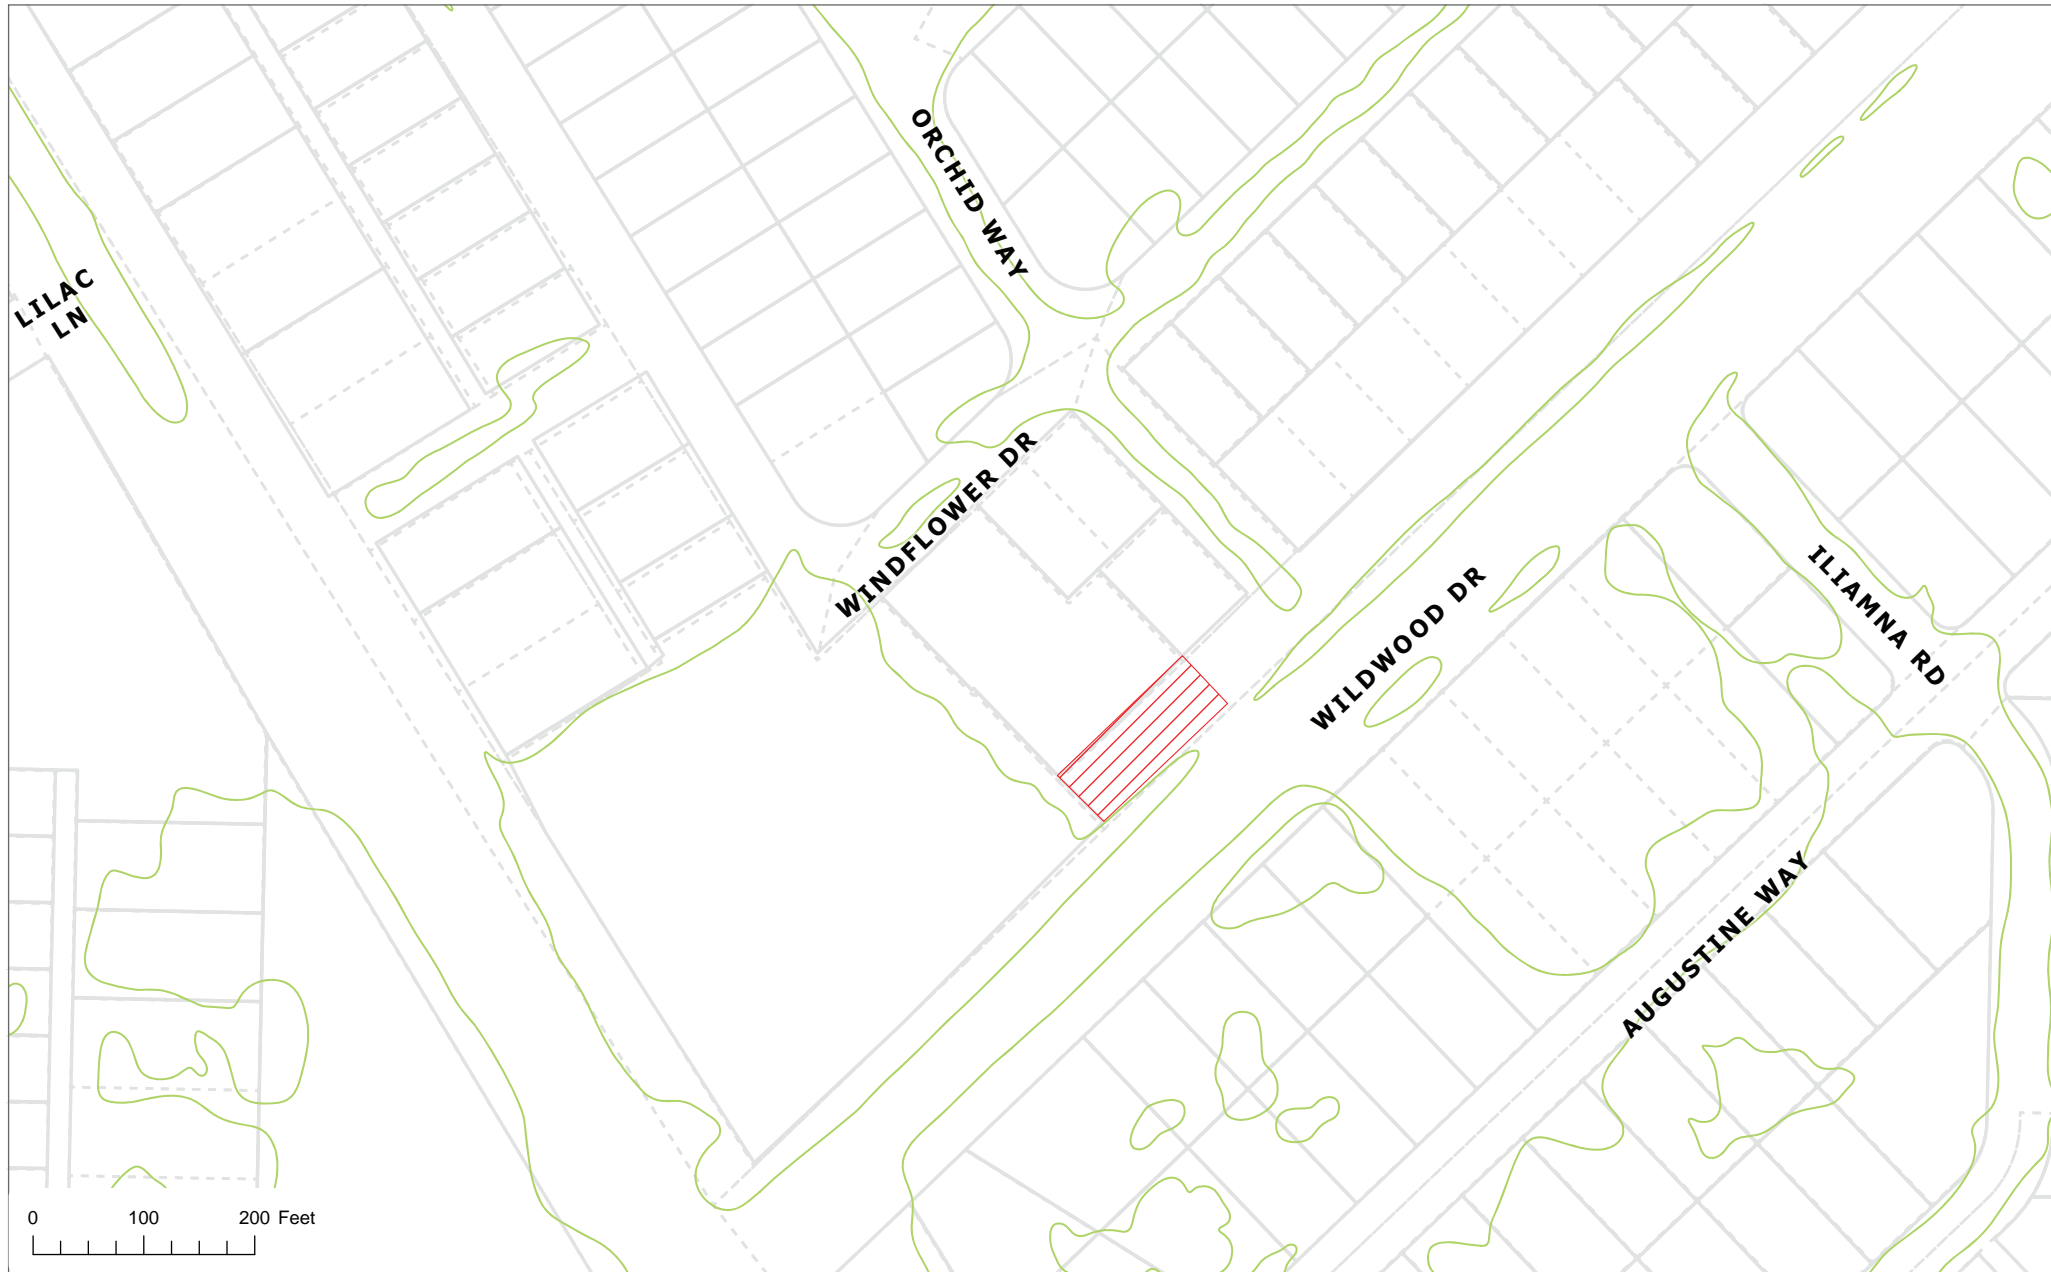 ORCHID WAY
LILAC
LN
WINDFLOWER DR
WILDWOOD DR
ILIAMNA RD
AUGUSTINE WAY
0 100 200 Feet